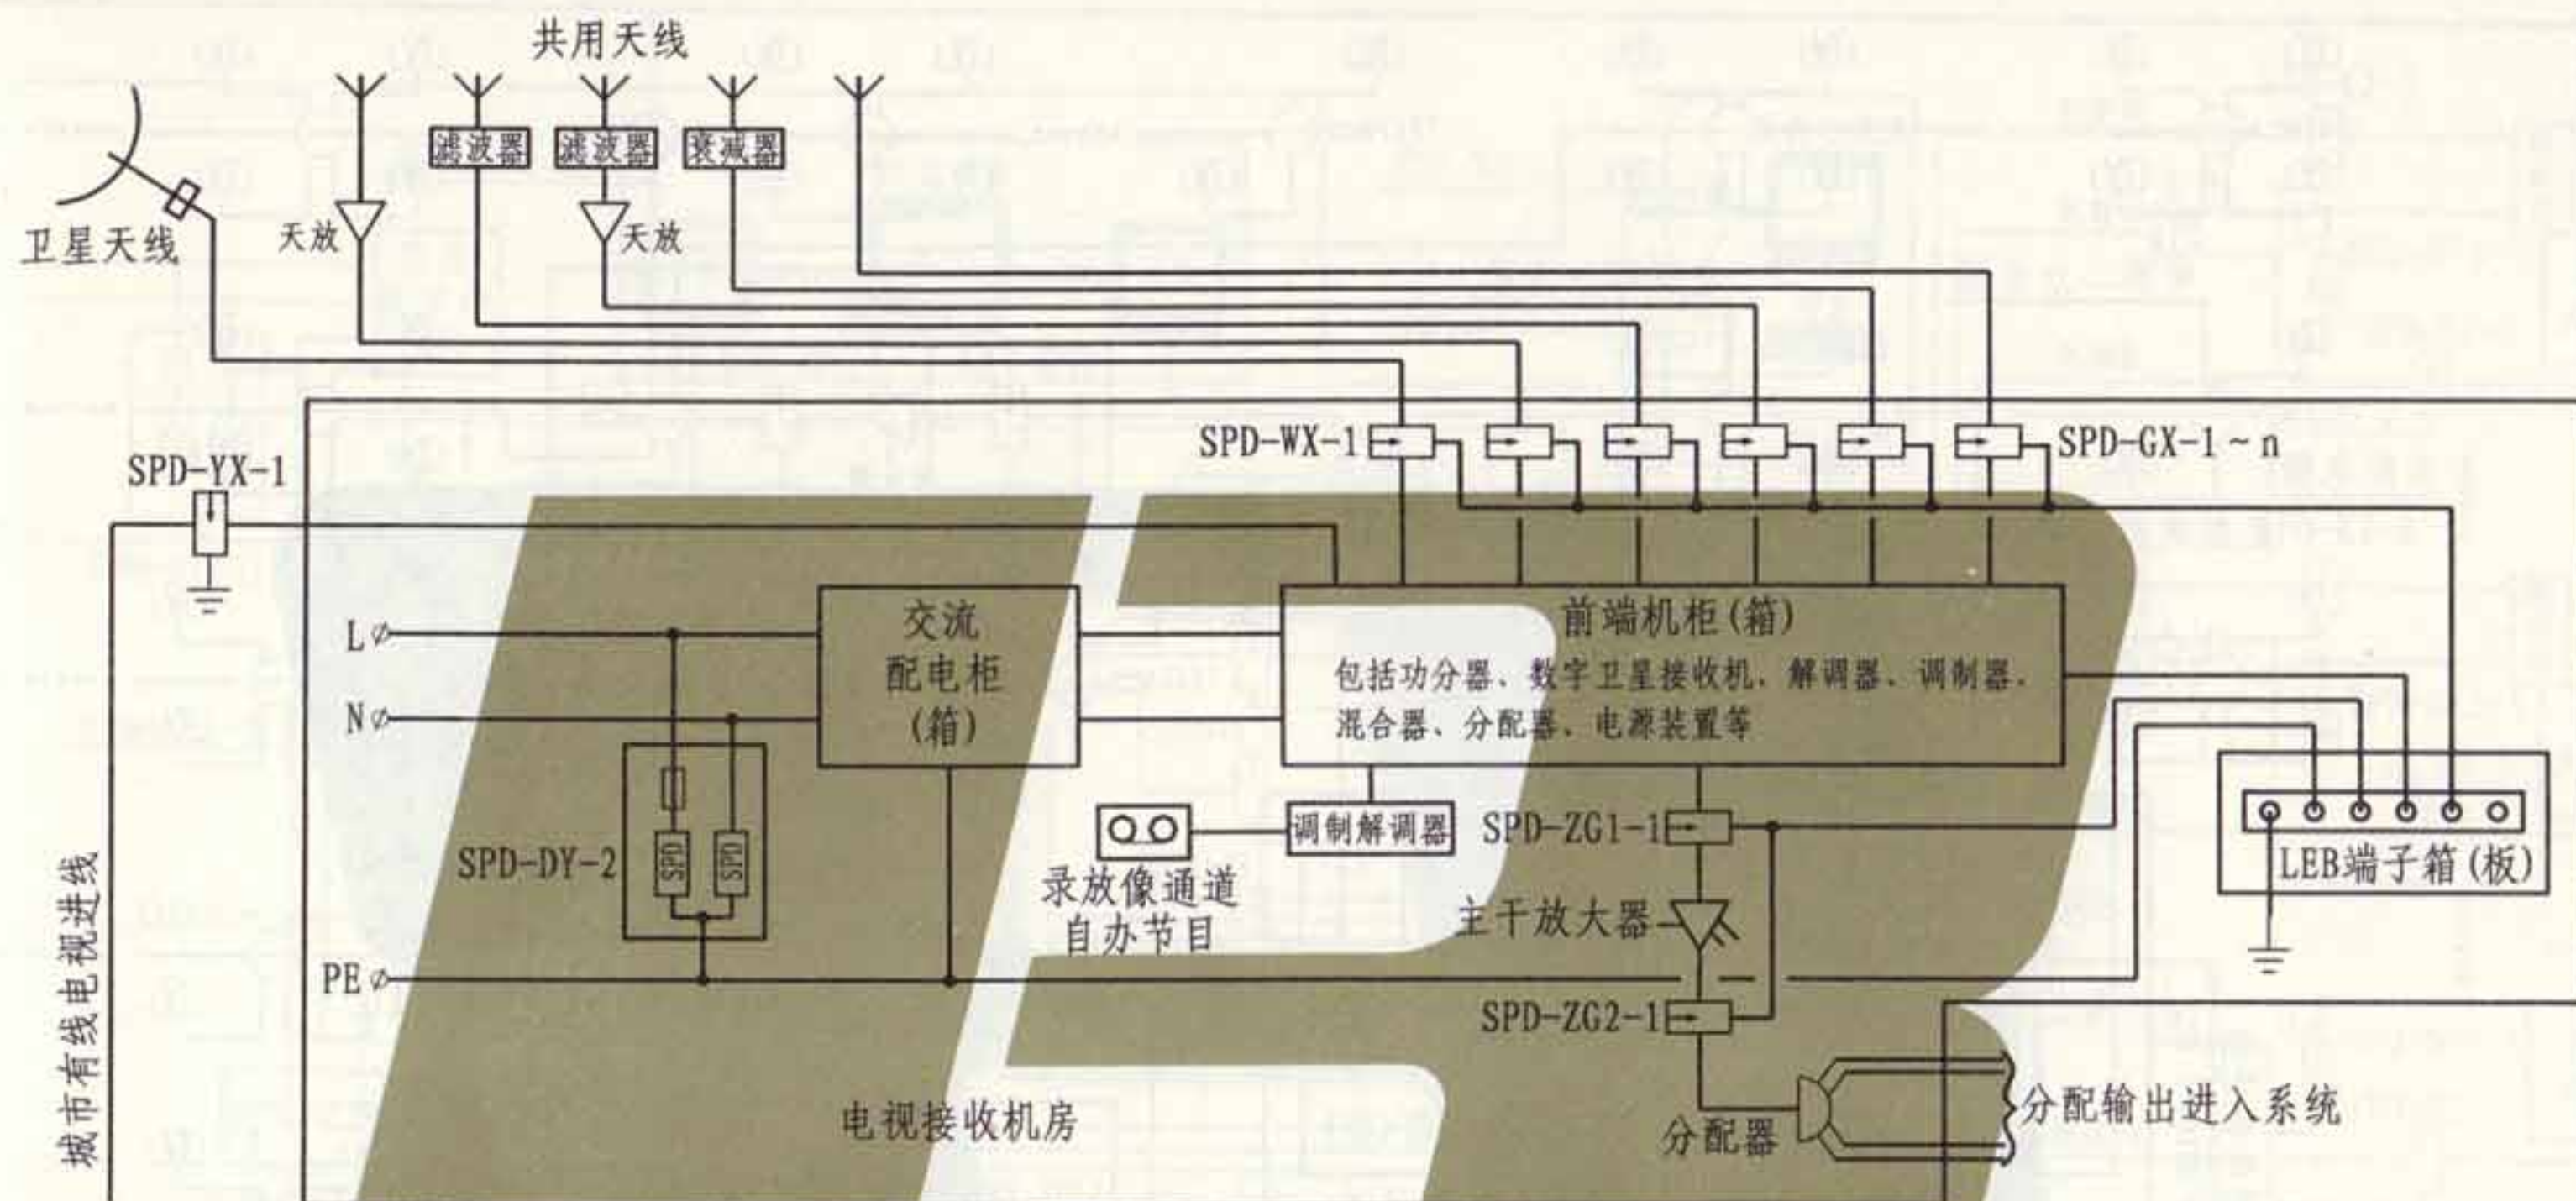 共用天线
滤波器
滤波器
衰减器
卫星天线
天放
天放
SPD-WX-1
SPD-GX-1~n
SPD-YX-1
L
交流
配电柜
(箱)
前端机柜(箱)
包括功分器、数字卫星接收机、解调器、调制器、
混合器、分配器、电源装置等
N
SPD-DY-2
SPD
SPD
调制解调器
SPD-ZG1-1
LEB端子箱(板)
录放像通道
自办节目
主干放大器
PE
SPD-ZG2-1
城市有线电视进线
电视接收机房
分配器
分配输出进入系统